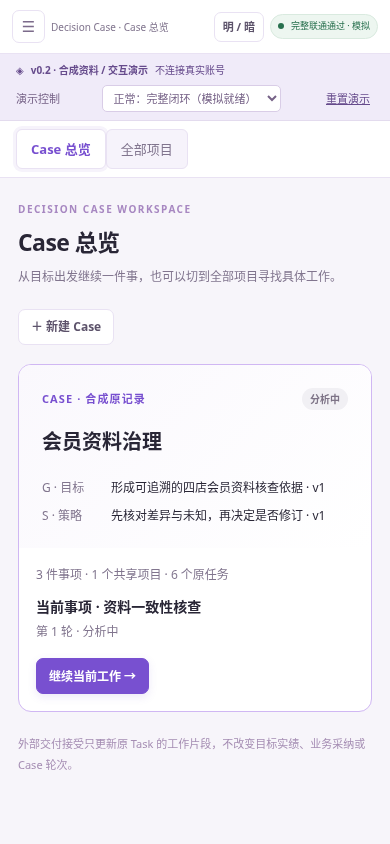 ☰ Decision Case · Case 总览 明 / 暗 完整联通通过 · 模拟
◈ v0.2 · 合成资料 / 交互演示 不连接真实账号
演示控制 正常：完整闭环（模拟就绪） 重置演示
Case 总览 全部项目
DECISION CASE WORKSPACE
Case 总览
从目标出发继续一件事，也可以切到全部项目寻找具体工作。
＋ 新建 Case
CASE · 合成原记录 分析中
会员资料治理
G · 目标 形成可追溯的四店会员资料核查依据 · v1
S · 策略 先核对差异与未知，再决定是否修订 · v1
3 件事项 · 1 个共享项目 · 6 个原任务
当前事项 · 资料一致性核查
第 1 轮 · 分析中
继续当前工作 →
外部交付接受只更新原 Task 的工作片段，不改变目标实绩、业务采纳或
Case 轮次。